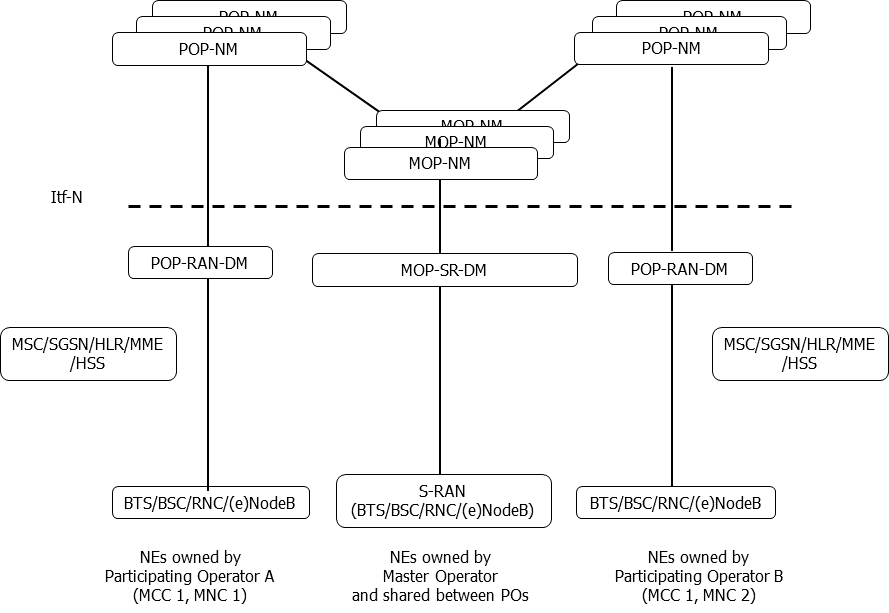 POP-NM
POP-NM
POP-NM
POP-NM
POP-NM
POP-NM
MOP-NM
MOP-NM
MOP-NM
Itf-N
POP-RAN-DM
MOP-SR-DM
POP-RAN-DM
MSC/SGSN/HLR/MME
/HSS
MSC/SGSN/HLR/MME
/HSS
BTS/BSC/RNC/(e)NodeB
S-RAN
(BTS/BSC/RNC/(e)NodeB)
BTS/BSC/RNC/(e)NodeB
NEs owned by
Participating Operator A
(MCC 1, MNC 1)
NEs owned by
Master Operator
and shared between POs
NEs owned by
Participating Operator B
(MCC 1, MNC 2)